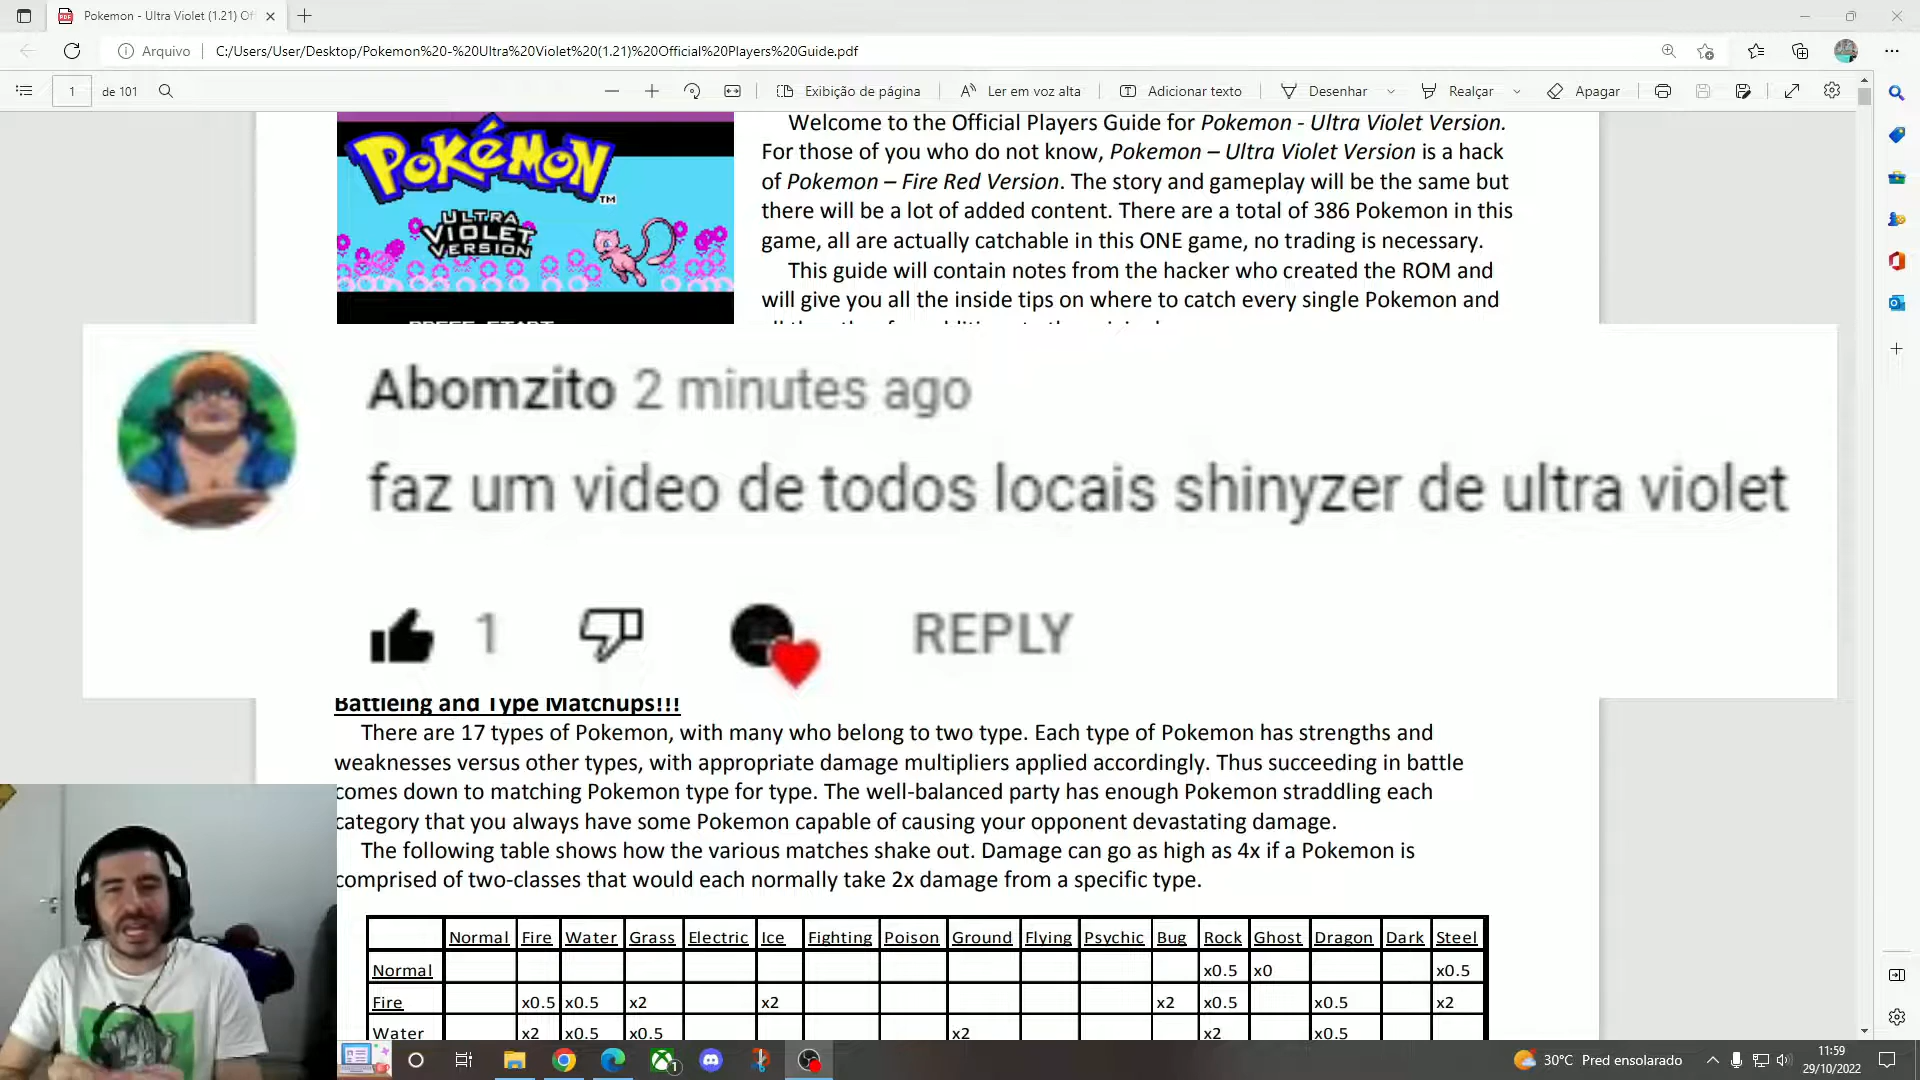 Pokemon - Ultra Violet (1.21) Of
Arquivo
C:/Users/User/Desktop/Pokemon%20-%20Ultra%20Violet%20(1.21)%20Official%20Players%20Guide.pdf
1 de 101
Exibição de página
Ler em voz alta
Adicionar texto
Desenhar
Realçar
Apagar
POKéMON
TM
ULTRA
VIOLET
VERSION
PRESS START
Welcome to the Official Players Guide for Pokemon - Ultra Violet Version.
For those of you who do not know, Pokemon – Ultra Violet Version is a hack
of Pokemon – Fire Red Version. The story and gameplay will be the same but
there will be a lot of added content. There are a total of 386 Pokemon in this
game, all are actually catchable in this ONE game, no trading is necessary.
This guide will contain notes from the hacker who created the ROM and
will give you all the inside tips on where to catch every single Pokemon and
Abomzito 2 minutes ago
faz um video de todos locais shinyzer de ultra violet
1
REPLY
Battleing and Type Matchups!!!
There are 17 types of Pokemon, with many who belong to two type. Each type of Pokemon has strengths and
weaknesses versus other types, with appropriate damage multipliers applied accordingly. Thus succeeding in battle
comes down to matching Pokemon type for type. The well-balanced party has enough Pokemon straddling each
category that you always have some Pokemon capable of causing your opponent devastating damage.
The following table shows how the various matches shake out. Damage can go as high as 4x if a Pokemon is
comprised of two-classes that would each normally take 2x damage from a specific type.
Normal Fire Water Grass Electric Ice Fighting Poison Ground Flying Psychic Bug Rock Ghost Dragon Dark Steel
Normal x0.5 x0 x0.5
Fire x0.5 x0.5 x2 x2 x2 x0.5 x0.5 x2
Water x2 x0.5 x0.5 x2 x2 x0.5
1
30°C Pred ensolarado
11:59
29/10/2022